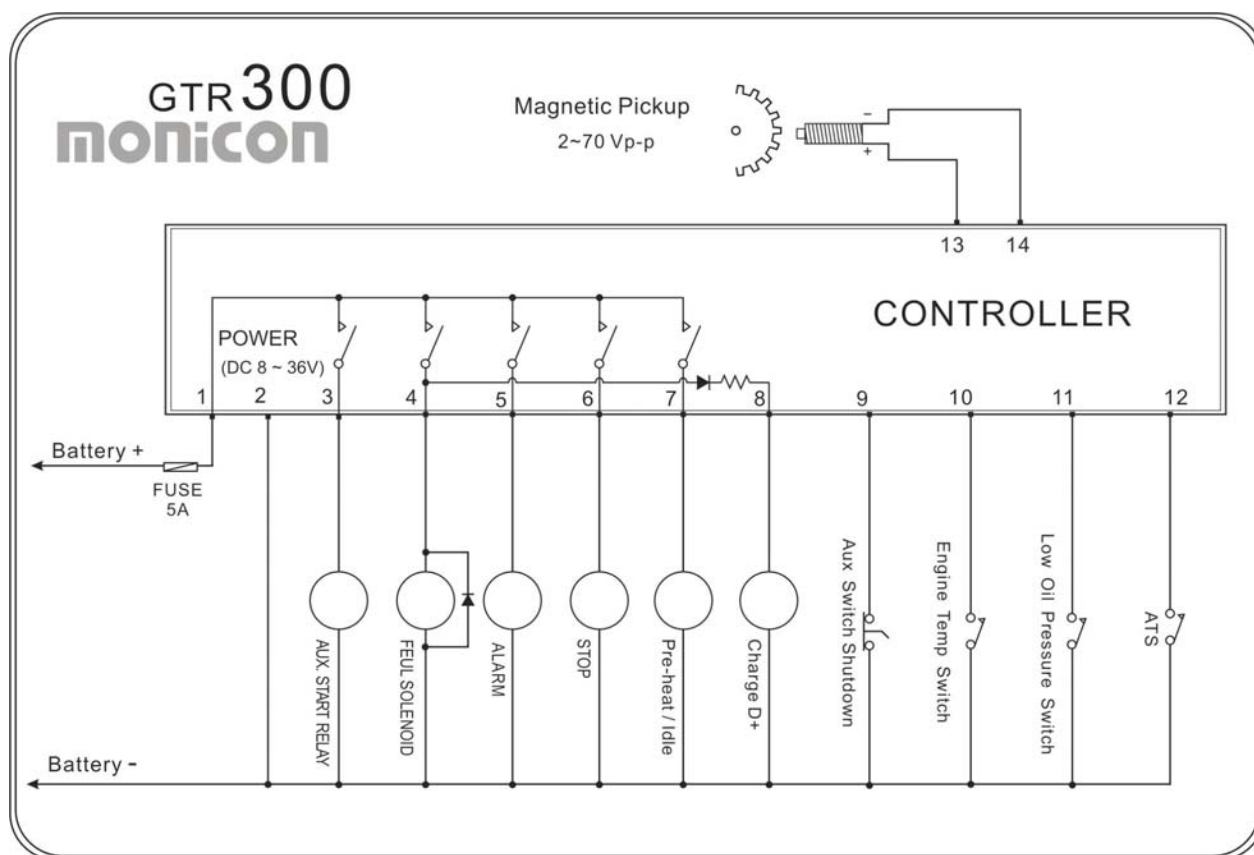 GTR 300
monicon
Magnetic Pickup
2~70 Vp-p
−
+
13 14
CONTROLLER
POWER
(DC 8 ~ 36V)
1 2 3 4 5 6 7 8 9 10 11 12
Battery +
FUSE
5A
AUX. START RELAY
FEUL SOLENOID
ALARM
STOP
Pre-heat / Idle
Charge D+
Aux Switch Shutdown
Engine Temp Switch
Low Oil Pressure Switch
ATS
Battery -